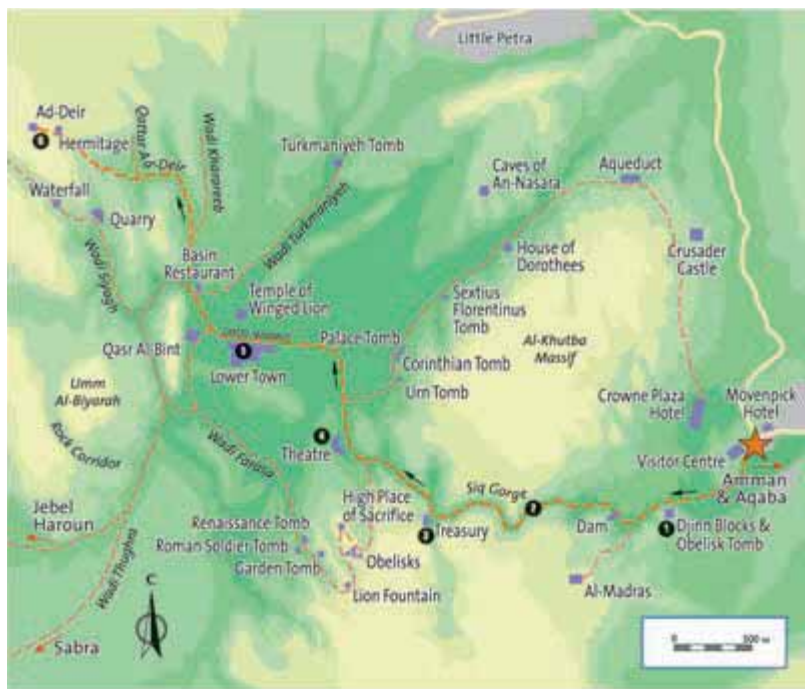 Little Petra
Ad-Deir
Hermitage
Wadi Kharareeb
Turkmaniyeh Tomb
Caves of
An-Nasara
Aqueduct
Waterfall
Quarry
Wadi Siyagh
Wadi Turkmaniyeh
House of
Dorothees
Crusader
Castle
Basin
Restaurant
Temple of
Winged Lion
Sextius
Florentinus
Tomb
Al-Khutba
Massif
Qasr Al Bint
Palace Tomb
Lower Town
Corinthian Tomb
Urn Tomb
Umm
Al-Biyarah
Rock Corridor
Crowne Plaza
Hotel
Movenpick
Hotel
Wadi Farasa
Theatre
4
Visitor Centre
Amman
& Aqaba
Siq Gorge
High Place
of Sacrifice
Jebel
Haroun
Renaissance Tomb
Roman Soldier Tomb
Garden Tomb
Obelisks
Treasury
Dam
1
Djinn Blocks &
Obelisk Tomb
Wadi Thughra
Lion Fountain
Al-Madras
C
Sabra
0 500 м